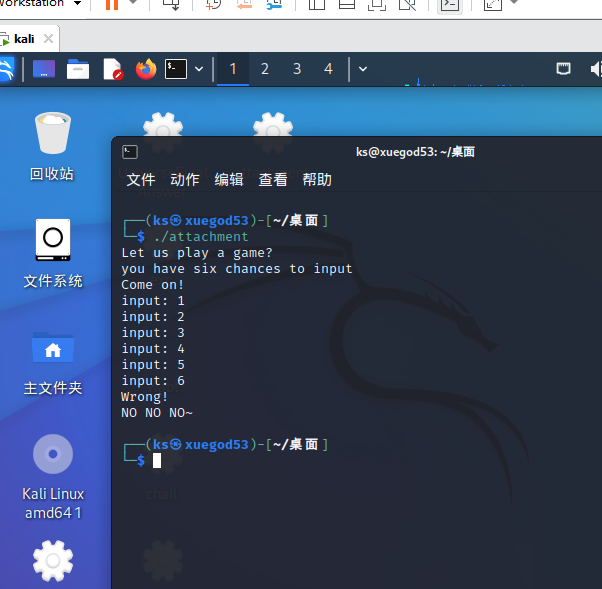 Workstation
kali
1 2 3 4
ks@xuegod53: ~/桌面
文件 动作 编辑 查看 帮助
回收站
文件系统
主文件夹
Kali Linux
amd64 1
┌──(ks㉿xuegod53)-[~/桌面]
└─$ ./attachment
Let us play a game?
you have six chances to input
Come on!
input: 1
input: 2
input: 3
input: 4
input: 5
input: 6
Wrong!
NO NO NO~
┌──(ks㉿xuegod53)-[~/桌面]
└─$
chall